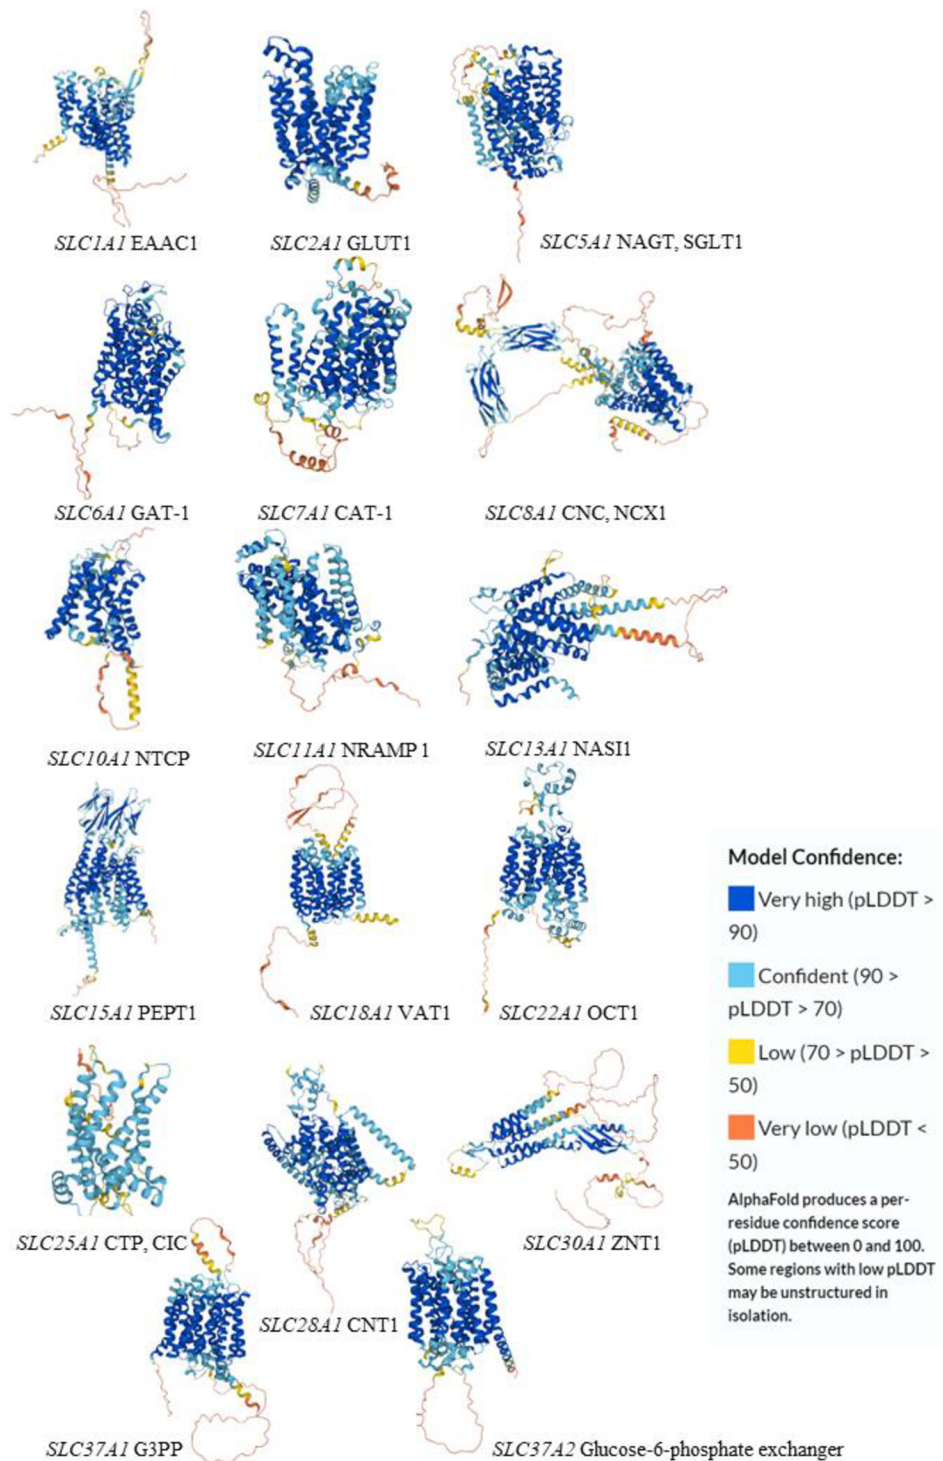 SLC1A1 EAAC1
SLC2A1 GLUT1
SLC5A1 NAGT, SGLT1
SLC6A1 GAT-1
SLC7A1 CAT-1
SLC8A1 CNC, NCX1
SLC10A1 NTCP
SLC11A1 NRAMP 1
SLC13A1 NASI1
SLC15A1 PEPT1
SLC18A1 VAT1
SLC22A1 OCT1
SLC25A1 CTP, CIC
SLC28A1 CNT1
SLC30A1 ZNT1
SLC37A1 G3PP
SLC37A2 Glucose-6-phosphate exchanger
Model Confidence:
Very high (pLDDT >
90)
Confident (90 >
pLDDT > 70)
Low (70 > pLDDT >
50)
Very low (pLDDT <
50)
AlphaFold produces a per-
residue confidence score
(pLDDT) between 0 and 100.
Some regions with low pLDDT
may be unstructured in
isolation.